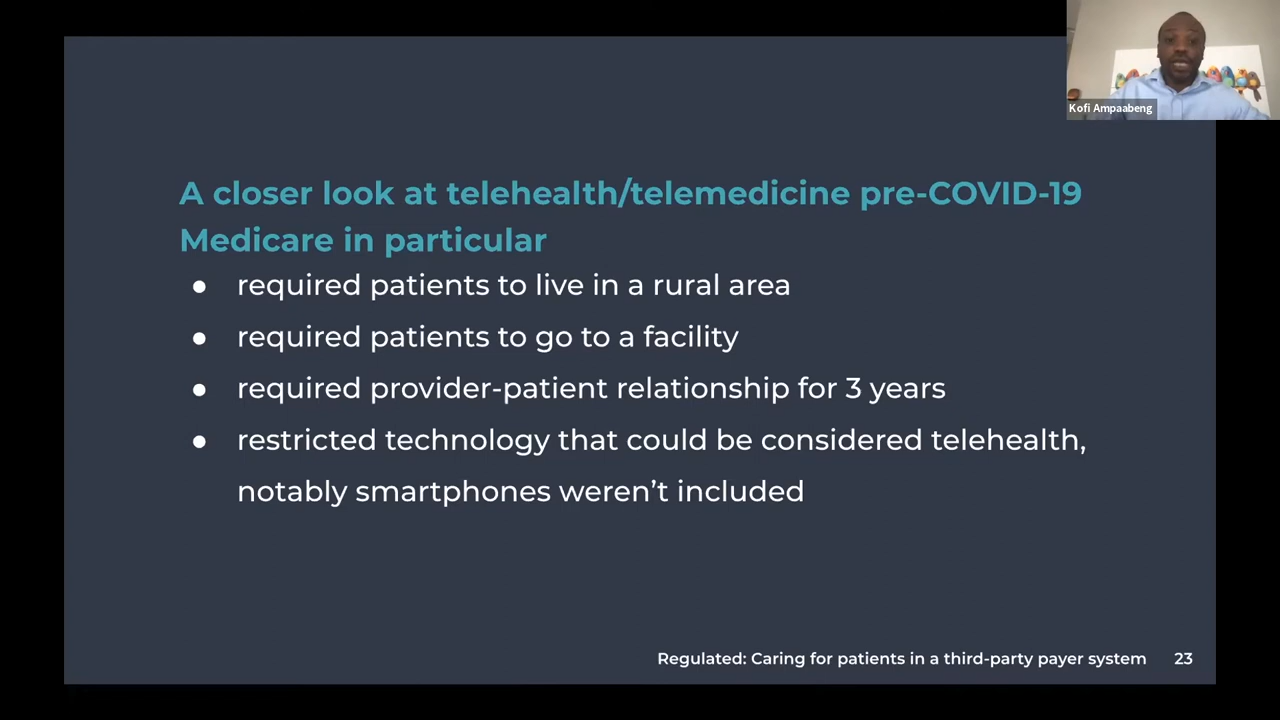 Kofi Ampaabeng
A closer look at telehealth/telemedicine pre-COVID-19
Medicare in particular
● required patients to live in a rural area
● required patients to go to a facility
● required provider-patient relationship for 3 years
● restricted technology that could be considered telehealth,
notably smartphones weren’t included
Regulated: Caring for patients in a third-party payer system 23